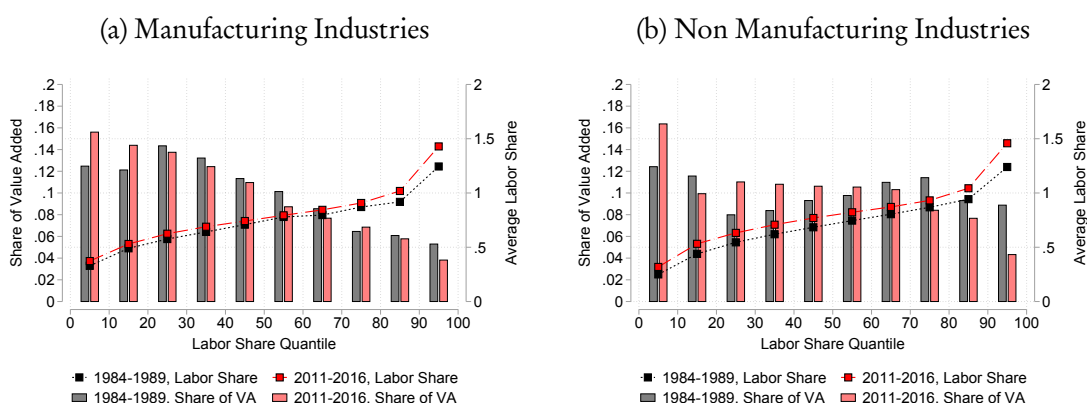 (a) Manufacturing Industries
Share of Value Added
.2
.18
.16
.14
.12
.1
.08
.06
.04
.02
0
2
1.5
1
.5
0
Average Labor Share
0 10 20 30 40 50 60 70 80 90 100
Labor Share Quantile
1984-1989, Labor Share 2011-2016, Labor Share
1984-1989, Share of VA 2011-2016, Share of VA
(b) Non Manufacturing Industries
Share of Value Added
.2
.18
.16
.14
.12
.1
.08
.06
.04
.02
0
2
1.5
1
.5
0
Average Labor Share
0 10 20 30 40 50 60 70 80 90 100
Labor Share Quantile
1984-1989, Labor Share 2011-2016, Labor Share
1984-1989, Share of VA 2011-2016, Share of VA